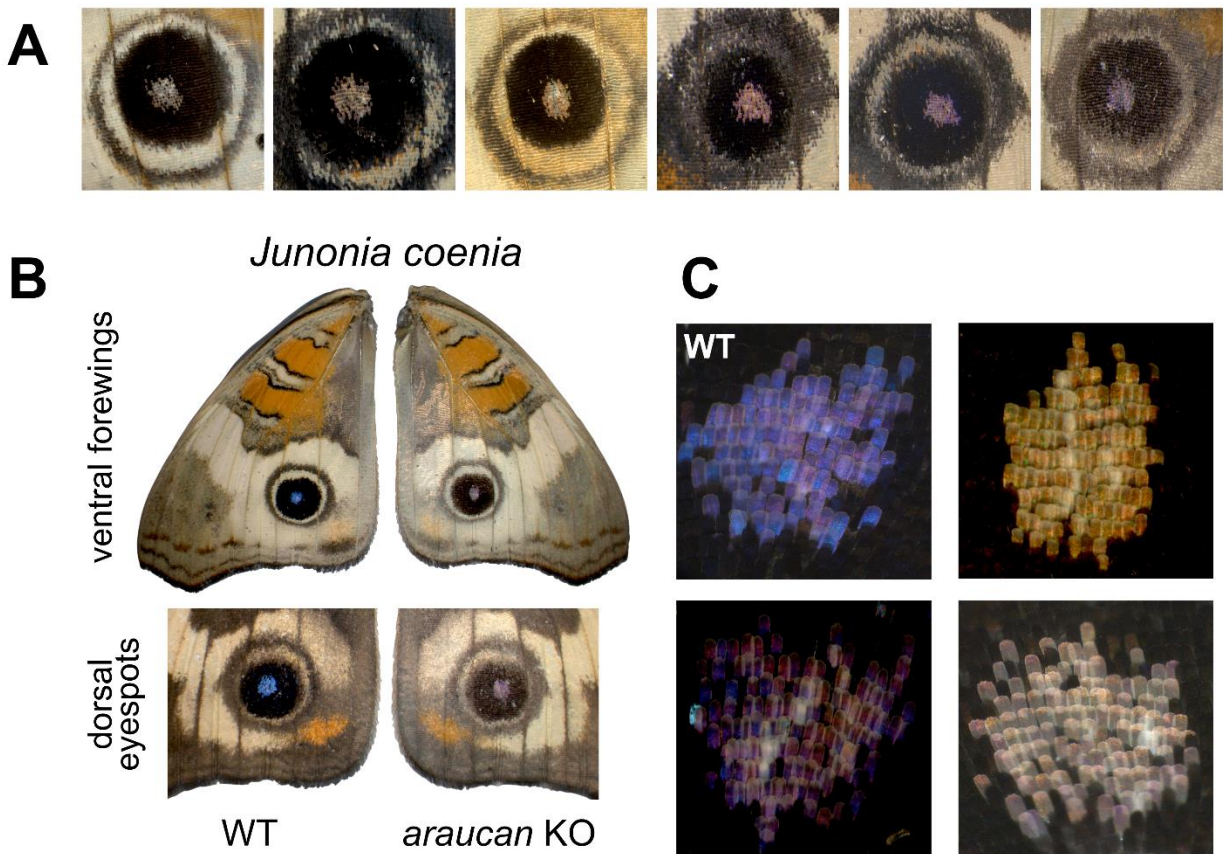 A
Junonia coenia
B
C
ventral forewings
WT
dorsal
eyespots
WT
araucan KO